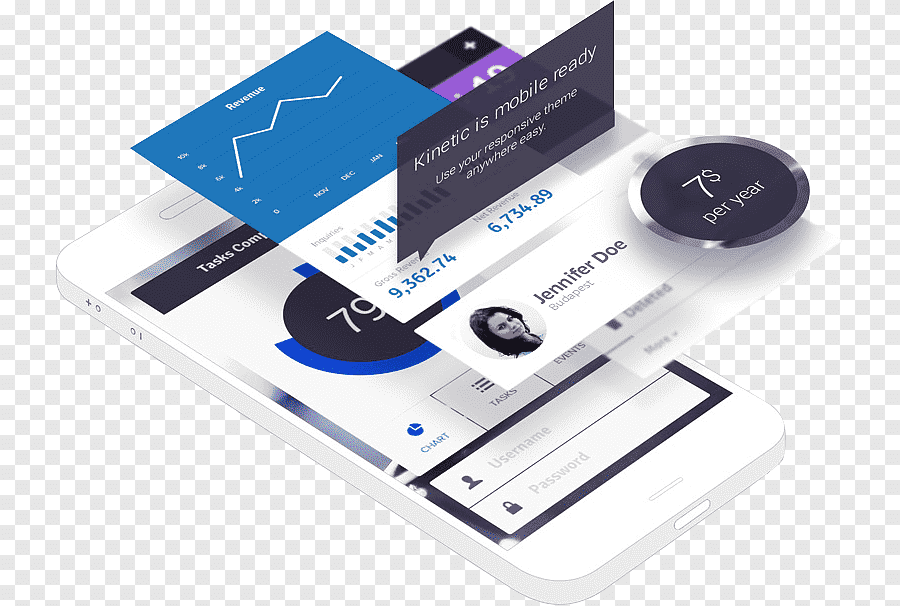 Revenue
10k
8k
6k
4k
2k
0
NOV
DEC
JAN
49
Kinetic is mobile ready
Use your responsive theme
anywhere easy.
7$
per year
Inquiries
J F M A M
Gross Revenue
9,362.74
Net Revenue
6,734.89
Jennifer Doe
Budapest
Deleted
More
Tasks Com
79
CHART
TASKS
EVENTS
Username
Password